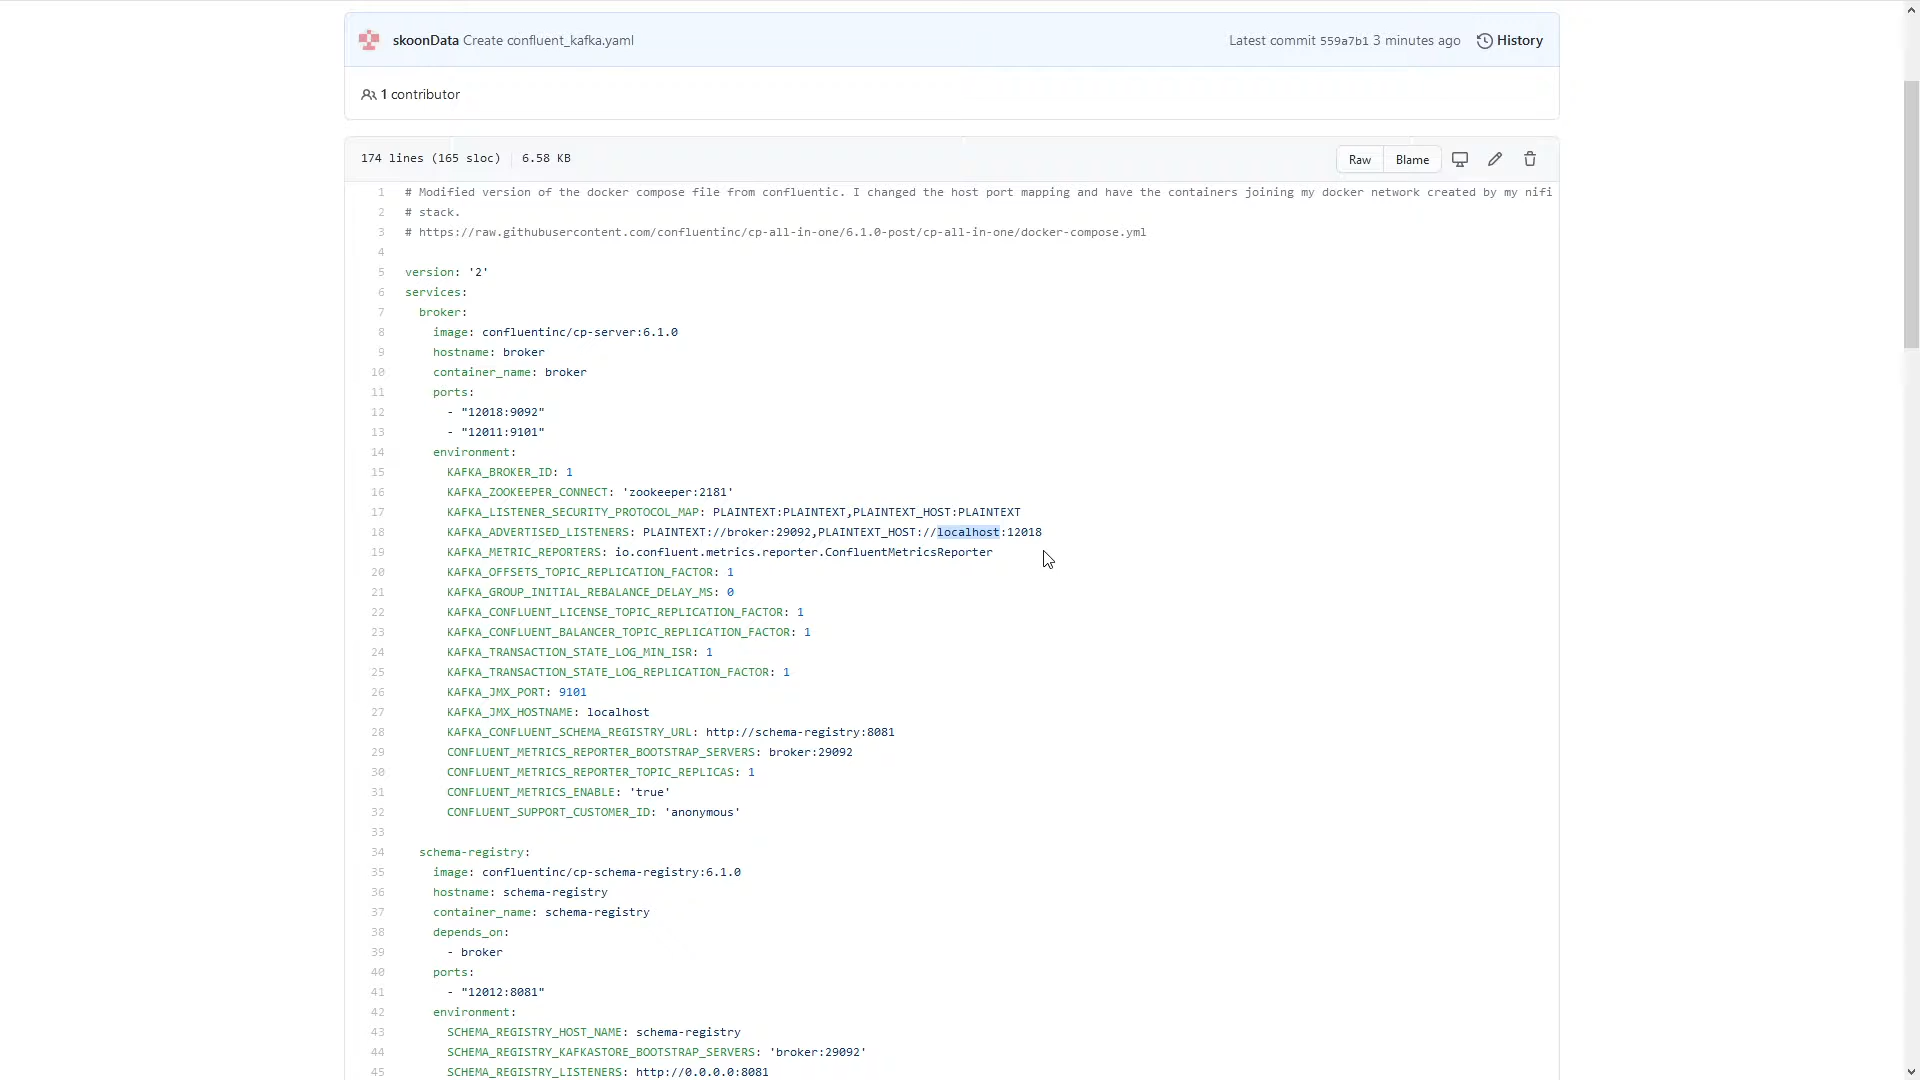 skoonData Create confluent_kafka.yaml
Latest commit 559a7b1 3 minutes ago History
1 contributor
174 lines (165 sloc) 6.58 KB
Raw Blame
1 # Modified version of the docker compose file from confluentic. I changed the host port mapping and have the containers joining my docker network created by my nifi
2 # stack.
3 # https://raw.githubusercontent.com/confluentinc/cp-all-in-one/6.1.0-post/cp-all-in-one/docker-compose.yml
4
5 version: '2'
6 services:
7 broker:
8 image: confluentinc/cp-server:6.1.0
9 hostname: broker
10 container_name: broker
11 ports:
12 - "12018:9092"
13 - "12011:9101"
14 environment:
15 KAFKA_BROKER_ID: 1
16 KAFKA_ZOOKEEPER_CONNECT: 'zookeeper:2181'
17 KAFKA_LISTENER_SECURITY_PROTOCOL_MAP: PLAINTEXT:PLAINTEXT,PLAINTEXT_HOST:PLAINTEXT
18 KAFKA_ADVERTISED_LISTENERS: PLAINTEXT://broker:29092,PLAINTEXT_HOST://localhost:12018
19 KAFKA_METRIC_REPORTERS: io.confluent.metrics.reporter.ConfluentMetricsReporter
20 KAFKA_OFFSETS_TOPIC_REPLICATION_FACTOR: 1
21 KAFKA_GROUP_INITIAL_REBALANCE_DELAY_MS: 0
22 KAFKA_CONFLUENT_LICENSE_TOPIC_REPLICATION_FACTOR: 1
23 KAFKA_CONFLUENT_BALANCER_TOPIC_REPLICATION_FACTOR: 1
24 KAFKA_TRANSACTION_STATE_LOG_MIN_ISR: 1
25 KAFKA_TRANSACTION_STATE_LOG_REPLICATION_FACTOR: 1
26 KAFKA_JMX_PORT: 9101
27 KAFKA_JMX_HOSTNAME: localhost
28 KAFKA_CONFLUENT_SCHEMA_REGISTRY_URL: http://schema-registry:8081
29 CONFLUENT_METRICS_REPORTER_BOOTSTRAP_SERVERS: broker:29092
30 CONFLUENT_METRICS_REPORTER_TOPIC_REPLICAS: 1
31 CONFLUENT_METRICS_ENABLE: 'true'
32 CONFLUENT_SUPPORT_CUSTOMER_ID: 'anonymous'
33
34 schema-registry:
35 image: confluentinc/cp-schema-registry:6.1.0
36 hostname: schema-registry
37 container_name: schema-registry
38 depends_on:
39 - broker
40 ports:
41 - "12012:8081"
42 environment:
43 SCHEMA_REGISTRY_HOST_NAME: schema-registry
44 SCHEMA_REGISTRY_KAFKASTORE_BOOTSTRAP_SERVERS: 'broker:29092'
45 SCHEMA_REGISTRY_LISTENERS: http://0.0.0.0:8081